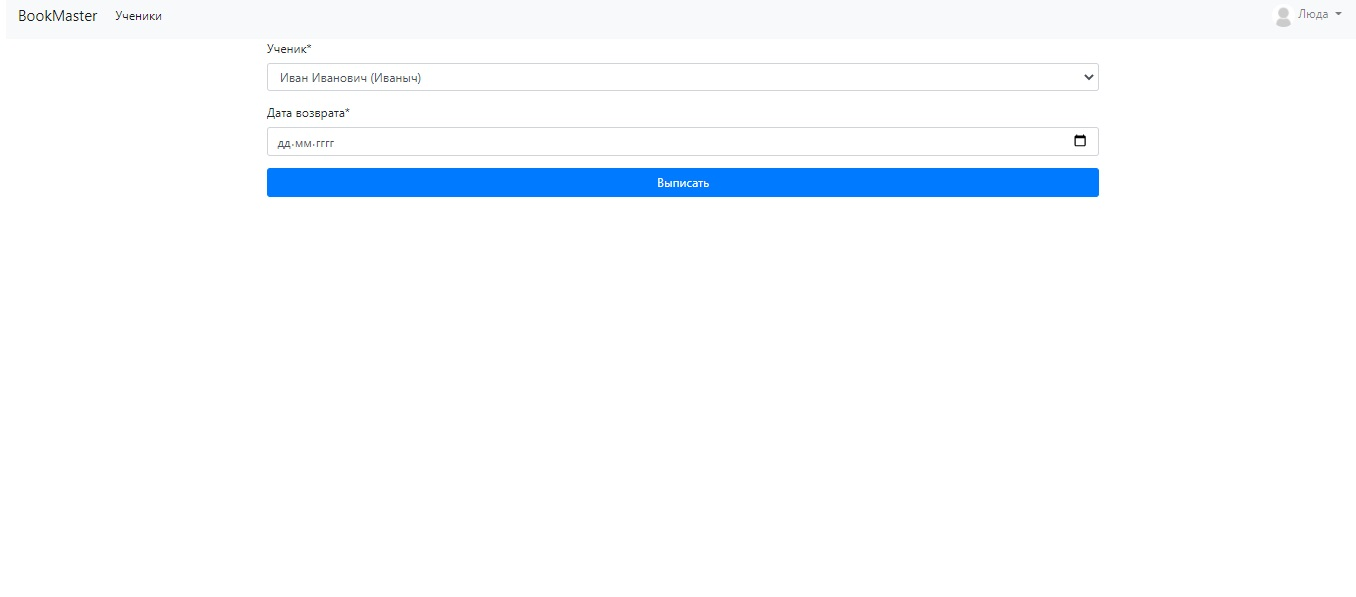 BookMaster Ученики Люда
Ученик*
Иван Иванович (Иваныч)
Дата возврата*
дд.мм.гггг
Выписать